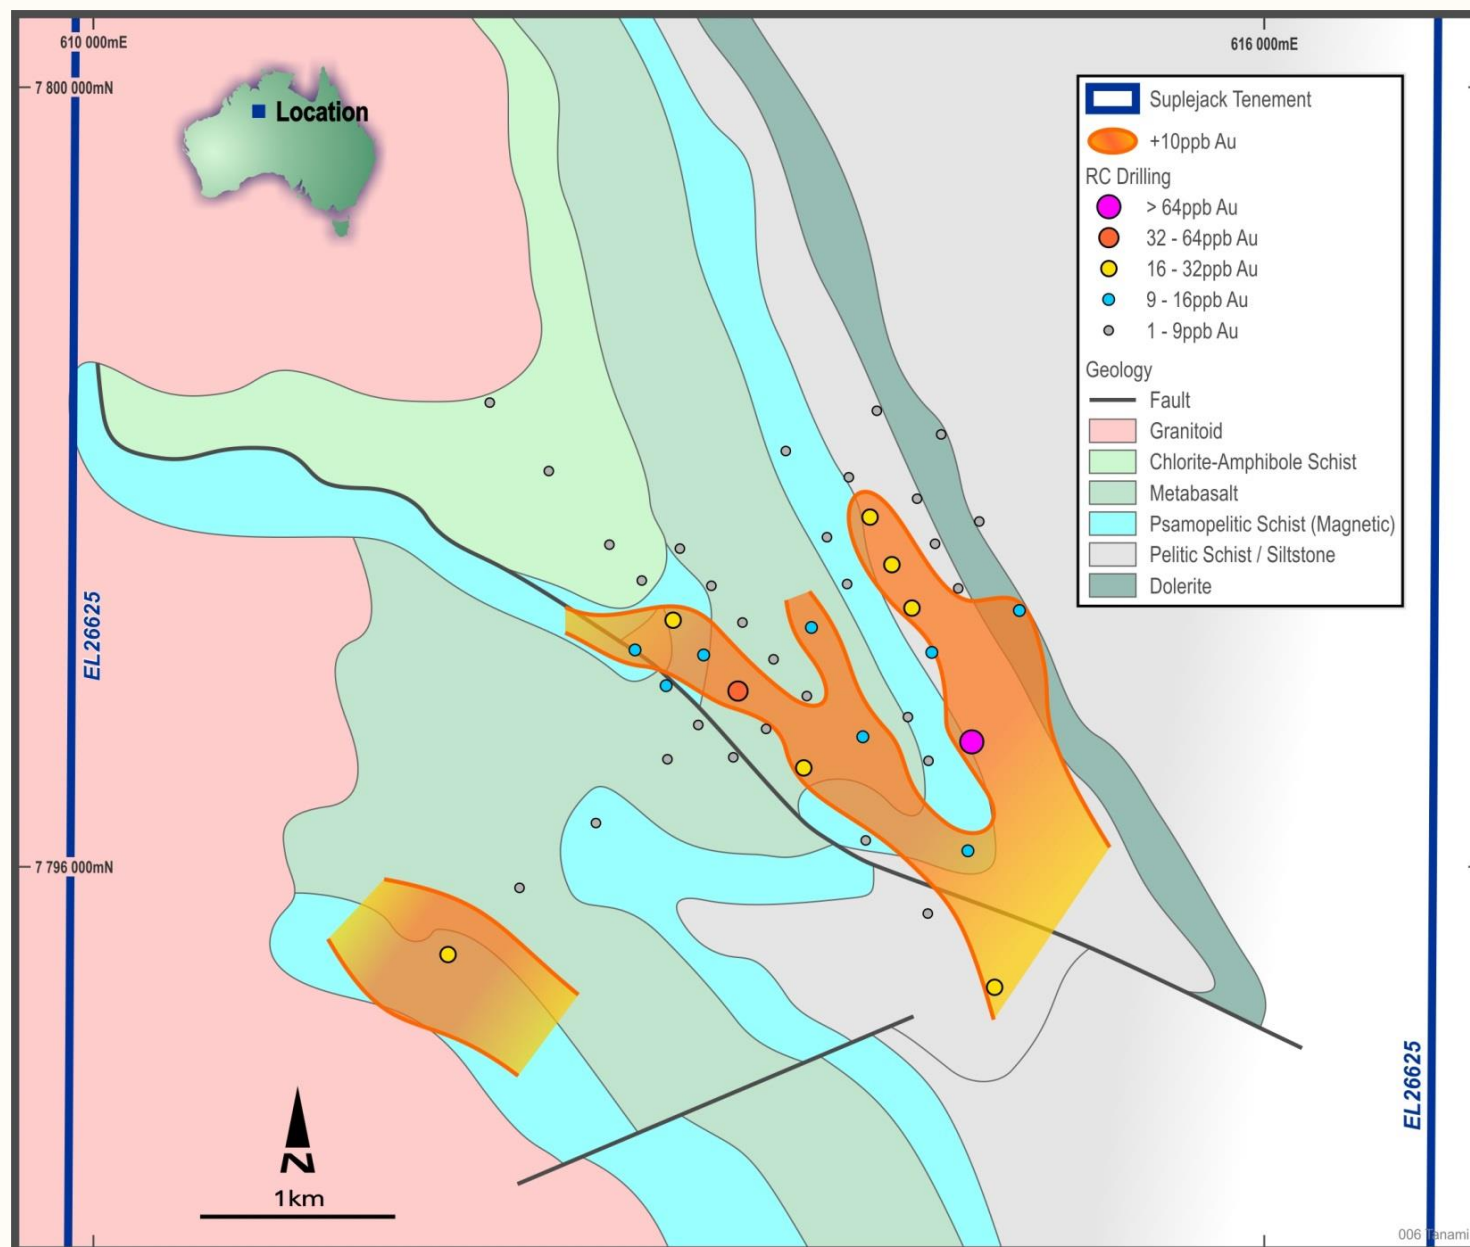 610 000mE
616 000mE
7 800 000mN
Location
Suplejack Tenement
+10ppb Au
RC Drilling
> 64ppb Au
32 - 64ppb Au
16 - 32ppb Au
9 - 16ppb Au
1 - 9ppb Au
Geology
Fault
Granitoid
Chlorite-Amphibole Schist
Metabasalt
Psamopelitic Schist (Magnetic)
Pelitic Schist / Siltstone
Dolerite
EL26625
7 796 000mN
EL26625
N
1km
006 Tanami